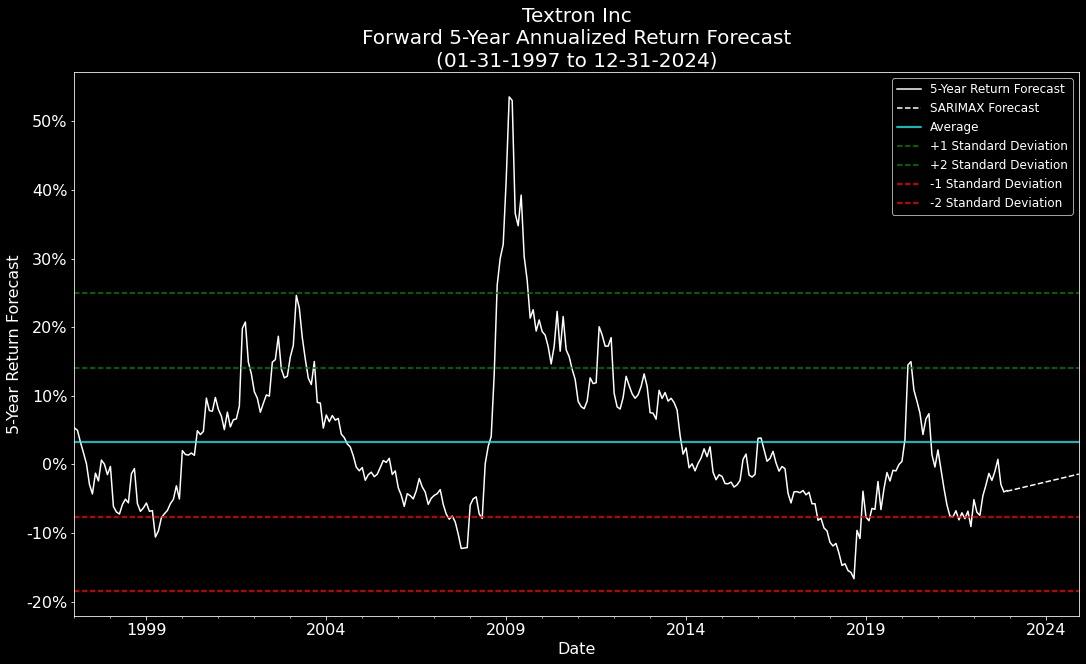 Textron Inc
Forward 5-Year Annualized Return Forecast
(01-31-1997 to 12-31-2024)
5-Year Return Forecast
SARIMAX Forecast
Average
+1 Standard Deviation
+2 Standard Deviation
-1 Standard Deviation
-2 Standard Deviation
5-Year Return Forecast
50%
40%
30%
20%
10%
0%
-10%
-20%
1999
2004
2009
2014
2019
2024
Date